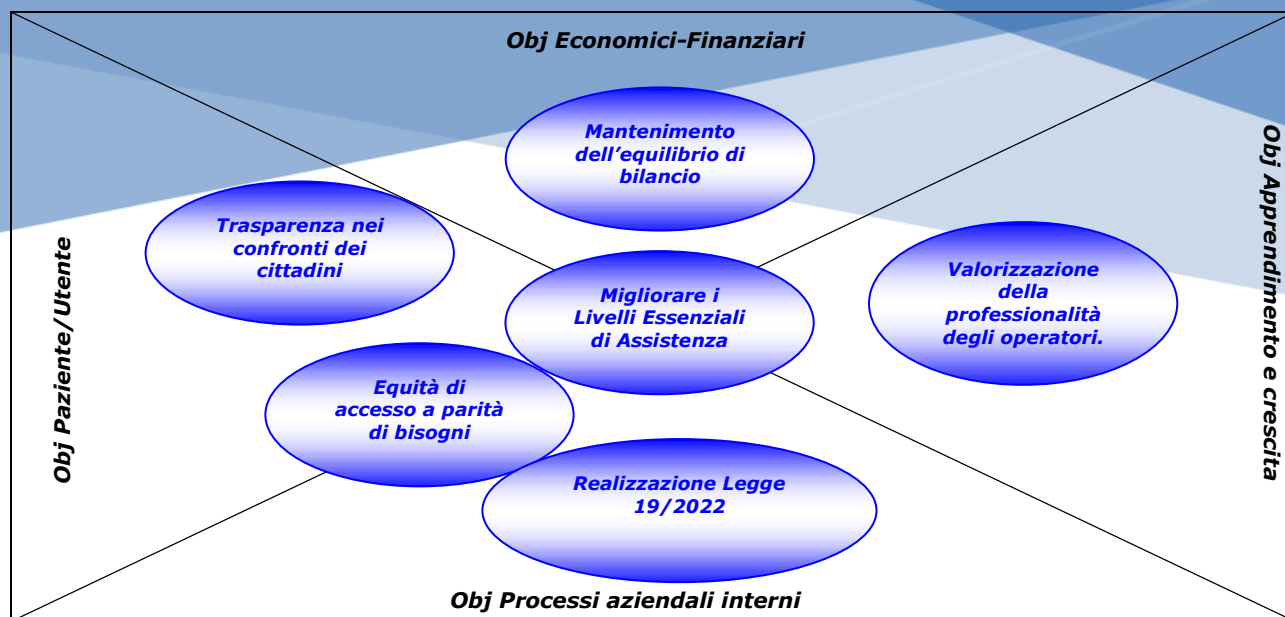 Obj Economici-Finanziari
Mantenimento
dell’equilibrio di
bilancio
Trasparenza nei
confronti dei
cittadini
Obj Paziente/Utente
Migliorare i
Livelli Essenziali
di Assistenza
Valorizzazione
della
professionalità
degli operatori.
Obj Apprendimento e crescita
Equità di
accesso a parità
di bisogni
Realizzazione Legge
19/2022
Obj Processi aziendali interni